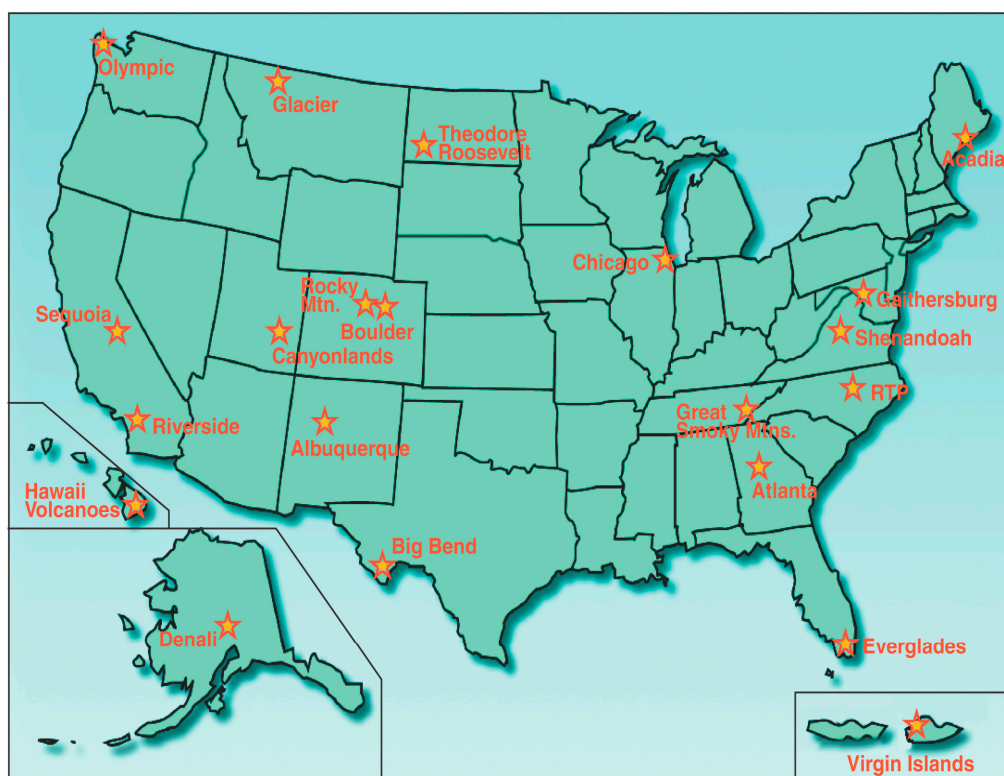 Olympic
Glacier
Theodore
Roosevelt
Acadia
Chicago
Rocky
Mtn.
Boulder
Gaithersburg
Sequoia
Canyonlands
Shenandoah
RTP
Riverside
Albuquerque
Great
Smoky Mtns.
Atlanta
Hawaii
Volcanoes
Big Bend
Denali
Everglades
Virgin Islands